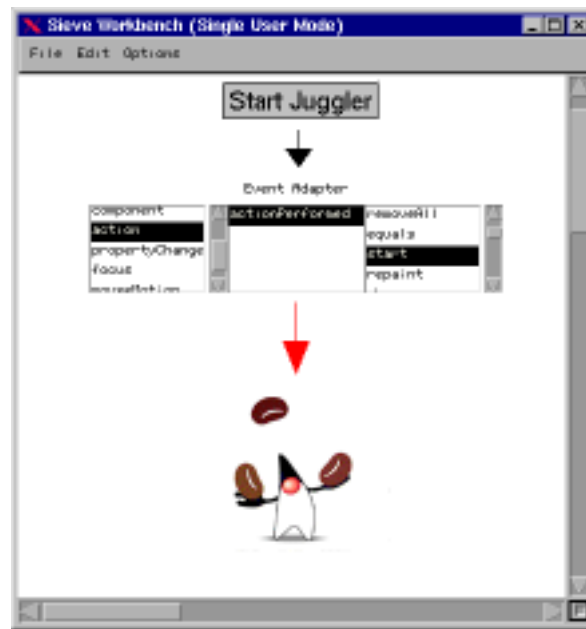 Sieve Workbench (Single User Mode)
File Edit Options
Start Juggler
Event Adapter
component actionPerformed removeAll
action equals
propertyChange start
focus repaint
mouseMotion